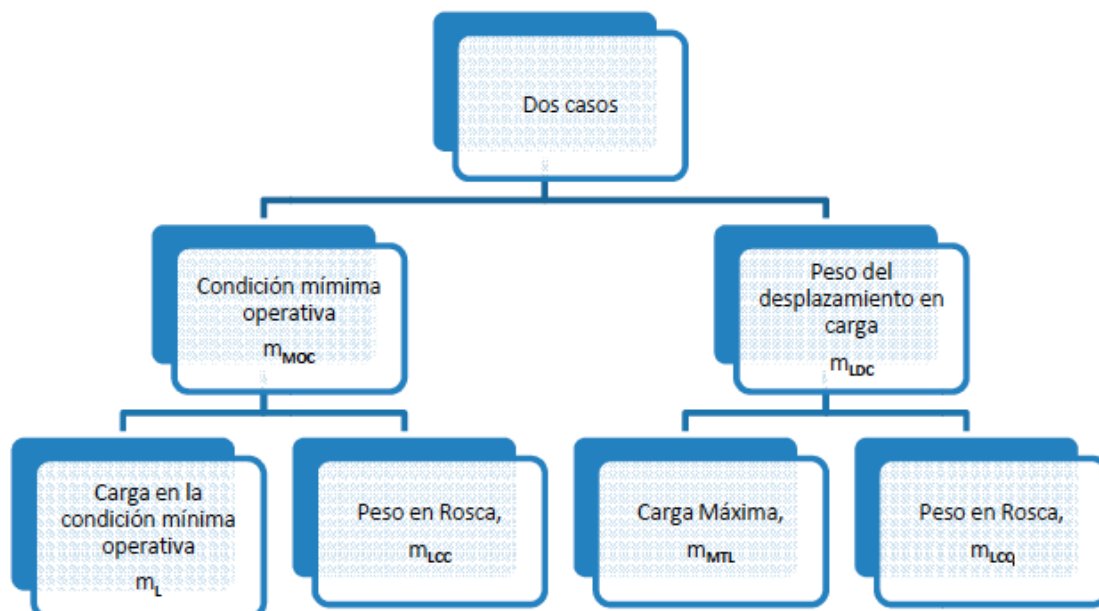 Dos casos
Condición mímima
operativa
mMOC
Peso del
desplazamiento en
carga
mLDC
Carga en la
condición mínima
operativa
mL
Peso en Rosca,
mLCC
Carga Máxima,
mMTL
Peso en Rosca,
mLCQ